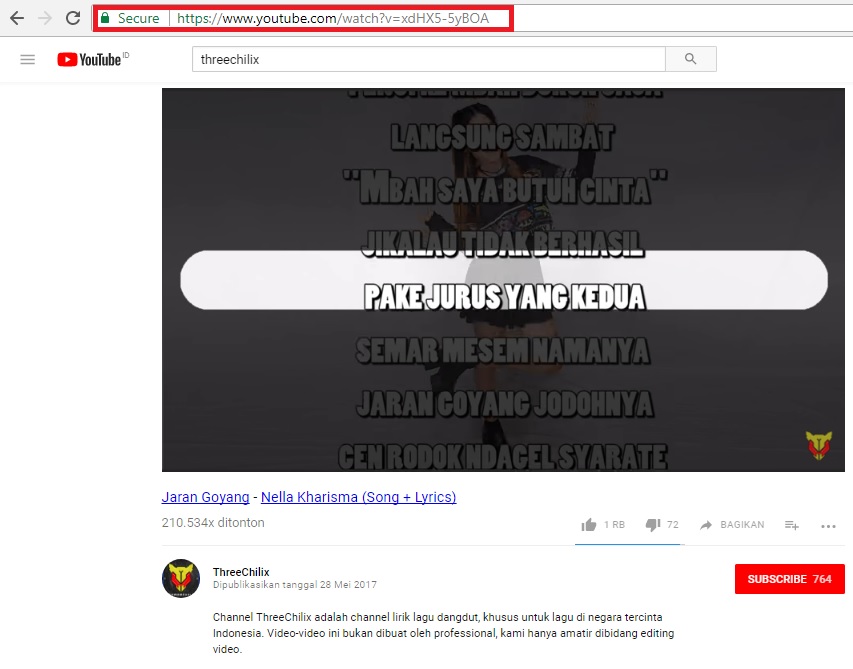 Secure https://www.youtube.com/watch?v=xdHX5-5yBOA
YouTube ID
threechilix
LANGSUNG SAMBAT
"MBAH SAYA BUTUH CINTA"
JIKALAU TIDAK BERHASIL
PAKE JURUS YANG KEDUA
SEMAR MESEM NAMANYA
JARAN GOYANG JODOHNYA
CEN RODOK NDAGEL SYARATE
Jaran Goyang - Nella Kharisma (Song + Lyrics)
210.534x ditonton
1 RB 72 BAGIKAN
ThreeChilix
Dipublikasikan tanggal 28 Mei 2017
SUBSCRIBE 764
Channel ThreeChilix adalah channel lirik lagu dangdut, khusus untuk lagu di negara tercinta
Indonesia. Video-video ini bukan dibuat oleh professional, kami hanya amatir dibidang editing
video.